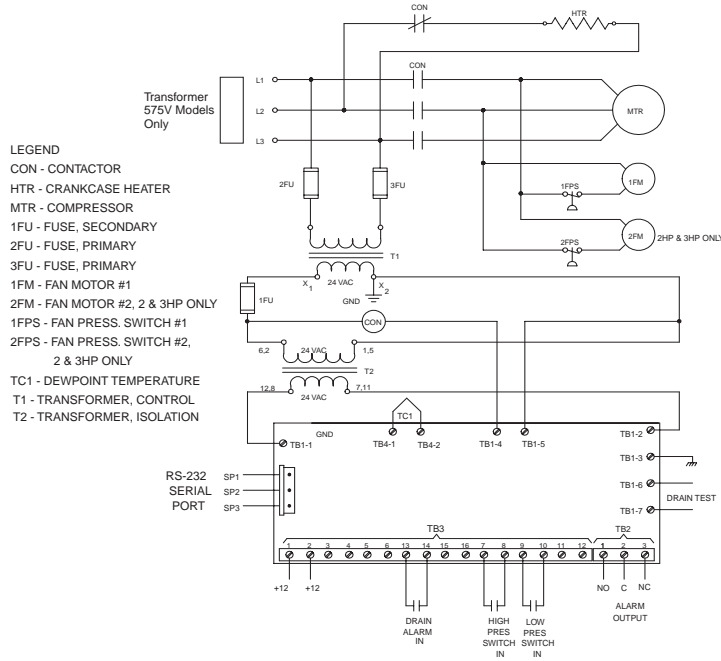 CON
HTR
CON
L1
Transformer
575V Models
Only
L2
MTR
L3
LEGEND
CON - CONTACTOR
HTR - CRANKCASE HEATER
MTR - COMPRESSOR
1FU - FUSE, SECONDARY
2FU - FUSE, PRIMARY
3FU - FUSE, PRIMARY
1FM - FAN MOTOR #1
2FM - FAN MOTOR #2, 2 & 3HP ONLY
1FPS - FAN PRESS. SWITCH #1
2FPS - FAN PRESS. SWITCH #2,
2 & 3HP ONLY
TC1 - DEWPOINT TEMPERATURE
T1 - TRANSFORMER, CONTROL
T2 - TRANSFORMER, ISOLATION
2FU
3FU
1FPS
1FM
2FPS
2FM
2HP & 3HP ONLY
T1
X1
24 VAC
X2
GND
1FU
CON
6,2
24 VAC
1,5
T2
12,8
24 VAC
7,11
GND
TC1
TB1-1
TB4-1
TB4-2
TB1-4
TB1-5
TB1-2
TB1-3
TB1-6
DRAIN TEST
TB1-7
RS-232
SERIAL
PORT
SP1
SP2
SP3
TB3
TB2
1 2 3 4 5 6 13 14 15 16 7 8 9 10 11 12 1 2 3
+12 +12
NO C NC
DRAIN
ALARM
IN
HIGH
PRES
SWITCH
IN
LOW
PRES
SWITCH
IN
ALARM
OUTPUT